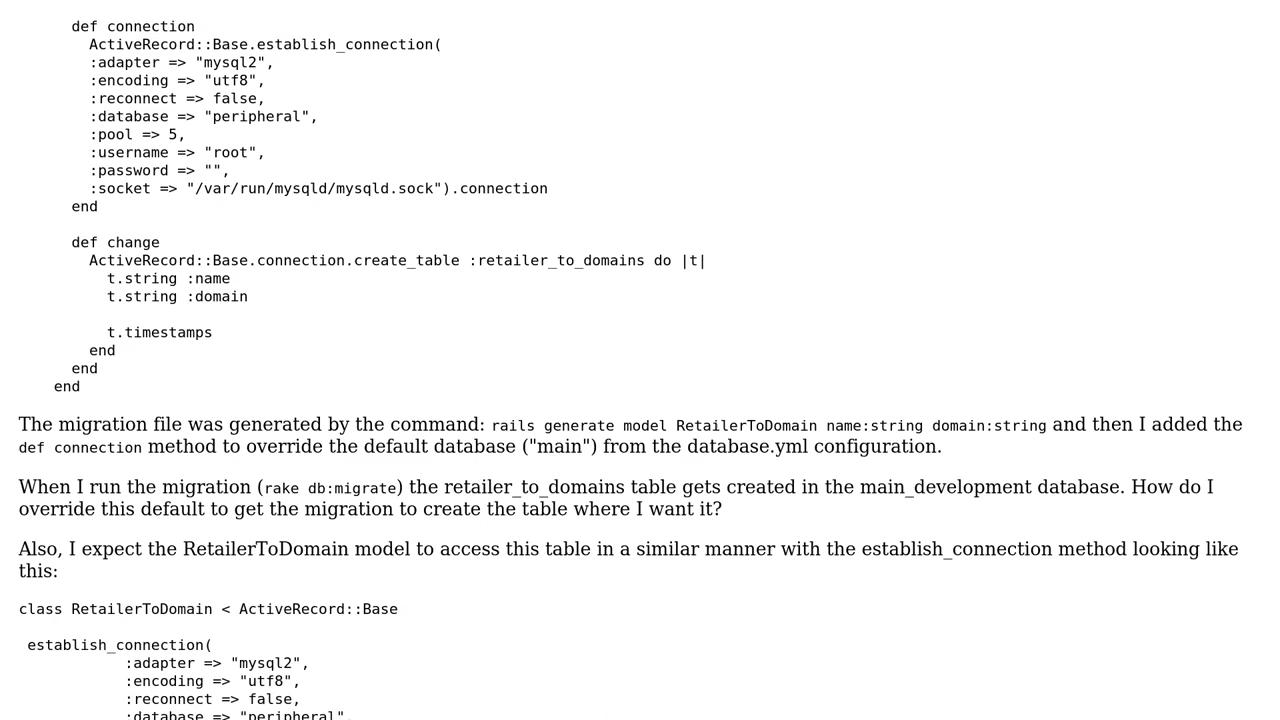 def connection
ActiveRecord::Base.establish_connection(
:adapter => "mysql2",
:encoding => "utf8",
:reconnect => false,
:database => "peripheral",
:pool => 5,
:username => "root",
:password => "",
:socket => "/var/run/mysqld/mysqld.sock").connection
end
def change
ActiveRecord::Base.connection.create_table :retailer_to_domains do |t|
t.string :name
t.string :domain
t.timestamps
end
end
end
The migration file was generated by the command: rails generate model RetailerToDomain name:string domain:string and then I added the
def connection method to override the default database ("main") from the database.yml configuration.
When I run the migration (rake db:migrate) the retailer_to_domains table gets created in the main_development database. How do I
override this default to get the migration to create the table where I want it?
Also, I expect the RetailerToDomain model to access this table in a similar manner with the establish_connection method looking like
this:
class RetailerToDomain < ActiveRecord::Base
establish_connection(
:adapter => "mysql2",
:encoding => "utf8",
:reconnect => false,
:database => "peripheral",